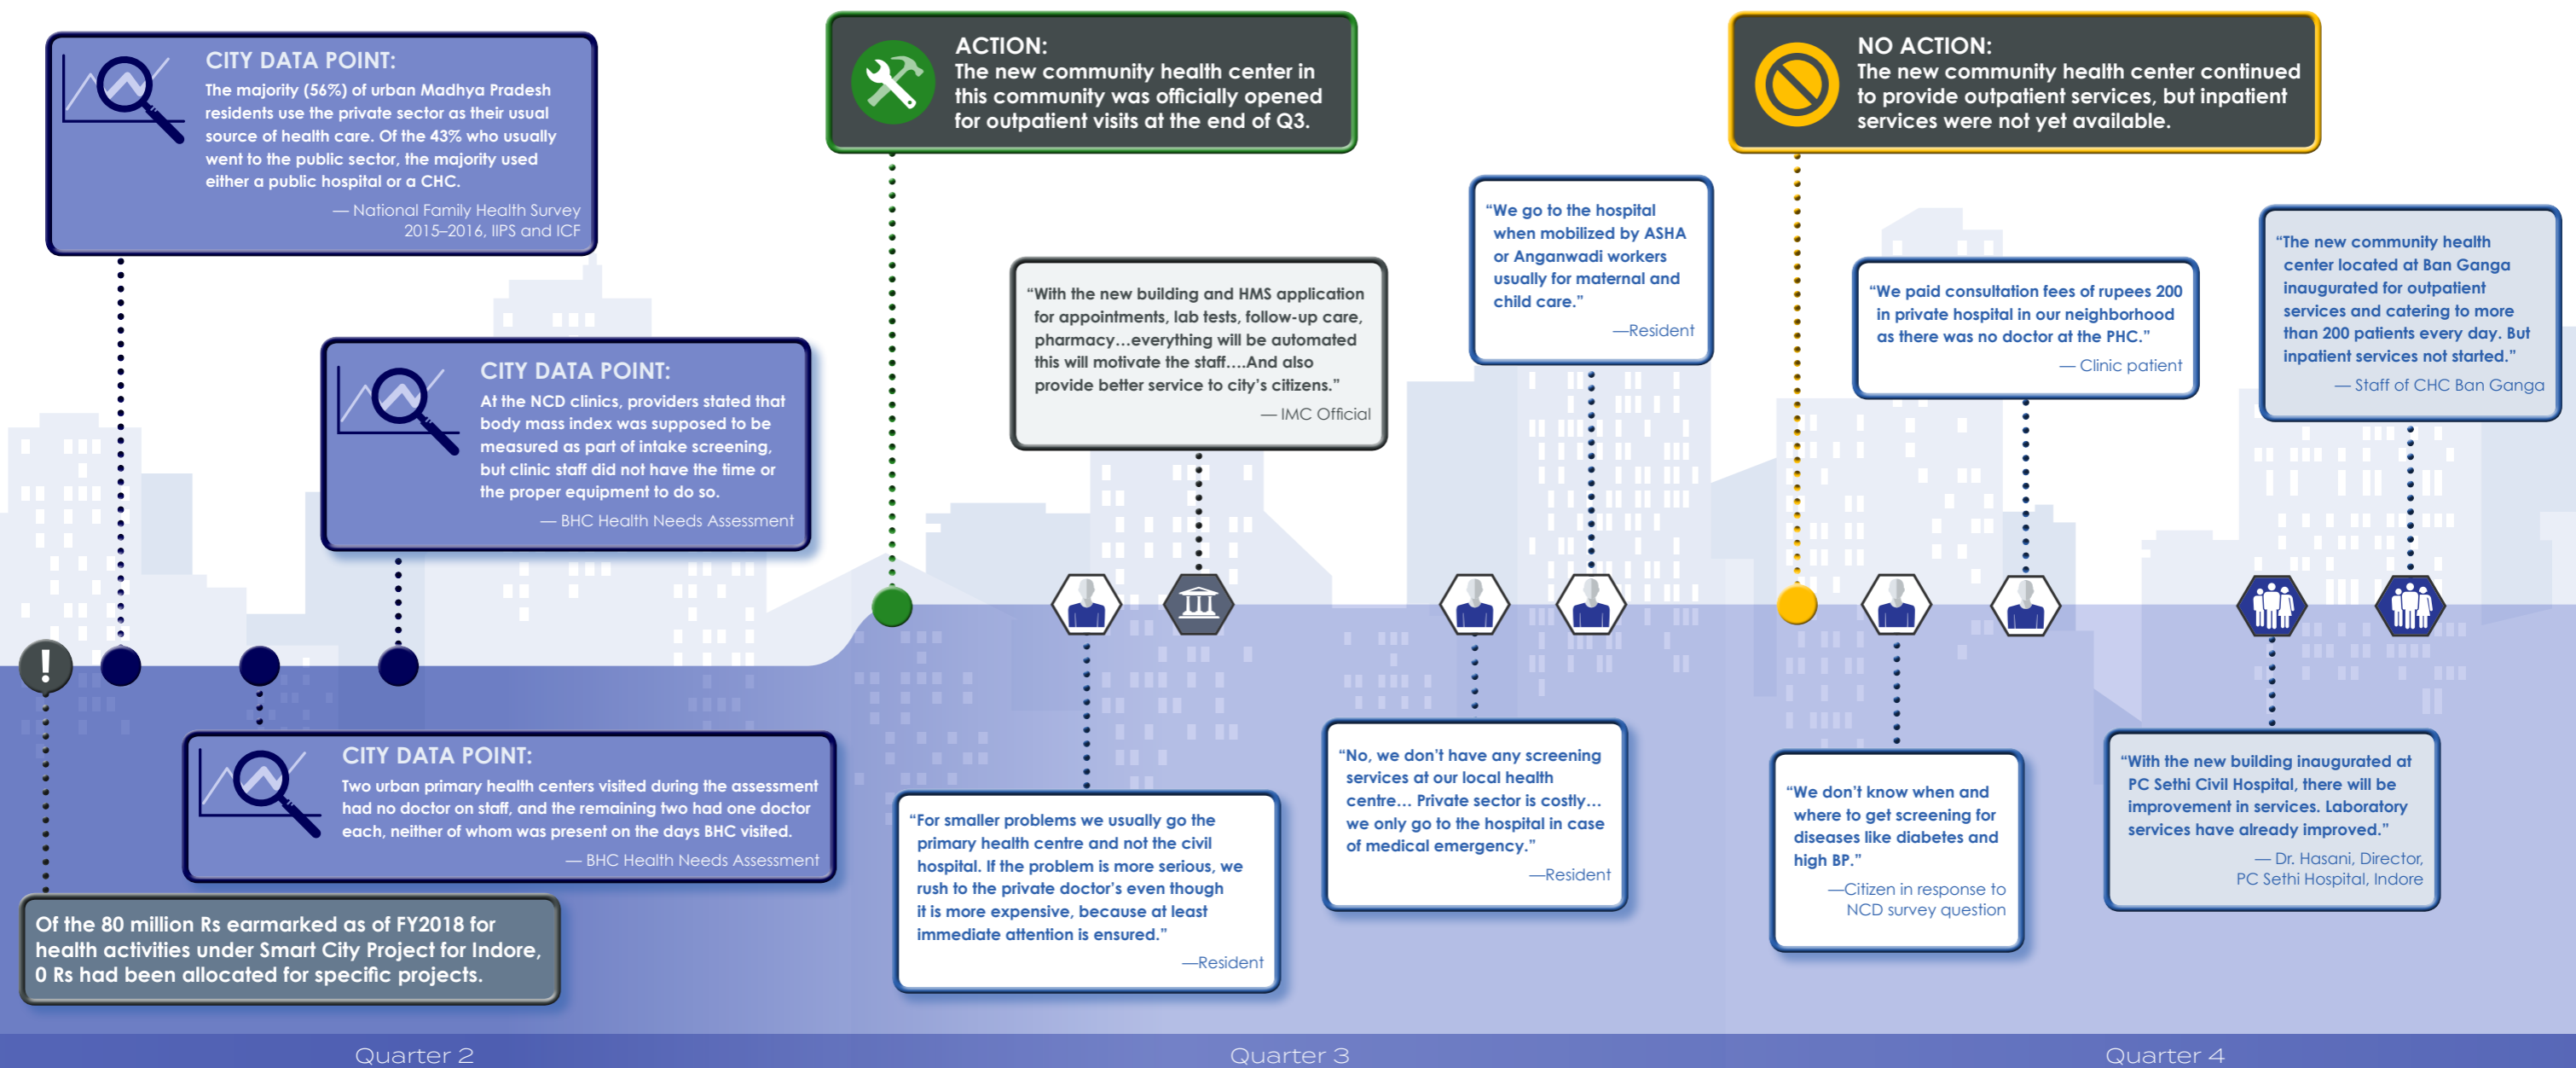 CITY DATA POINT:
The majority (56%) of urban Madhya Pradesh
residents use the private sector as their usual
source of health care. Of the 43% who usually
went to the public sector, the majority used
either a public hospital or a CHC.
— National Family Health Survey
2015–2016, IIPS and ICF
CITY DATA POINT:
At the NCD clinics, providers stated that
body mass index was supposed to be
measured as part of intake screening,
but clinic staff did not have the time or
the proper equipment to do so.
— BHC Health Needs Assessment
!
CITY DATA POINT:
Two urban primary health centers visited during the assessment
had no doctor on staff, and the remaining two had one doctor
each, neither of whom was present on the days BHC visited.
— BHC Health Needs Assessment
Of the 80 million Rs earmarked as of FY2018 for
health activities under Smart City Project for Indore,
0 Rs had been allocated for specific projects.
Quarter 2
ACTION:
The new community health center in
this community was officially opened
for outpatient visits at the end of Q3.
“With the new building and HMS application
for appointments, lab tests, follow-up care,
pharmacy…everything will be automated
this will motivate the staff….And also
provide better service to city’s citizens.”
— IMC Official
“We go to the hospital
when mobilized by ASHA
or Anganwadi workers
usually for maternal and
child care.”
—Resident
“For smaller problems we usually go the
primary health centre and not the civil
hospital. If the problem is more serious, we
rush to the private doctor’s even though
it is more expensive, because at least
immediate attention is ensured.”
—Resident
“No, we don’t have any screening
services at our local health
centre… Private sector is costly…
we only go to the hospital in case
of medical emergency.”
—Resident
Quarter 3
NO ACTION:
The new community health center continued
to provide outpatient services, but inpatient
services were not yet available.
“We paid consultation fees of rupees 200
in private hospital in our neighborhood
as there was no doctor at the PHC.”
— Clinic patient
“The new community health
center located at Ban Ganga
inaugurated for outpatient
services and catering to more
than 200 patients every day. But
inpatient services not started.”
— Staff of CHC Ban Ganga
“We don’t know when and
where to get screening for
diseases like diabetes and
high BP.”
—Citizen in response to
NCD survey question
“With the new building inaugurated at
PC Sethi Civil Hospital, there will be
improvement in services. Laboratory
services have already improved.”
— Dr. Hasani, Director,
PC Sethi Hospital, Indore
Quarter 4